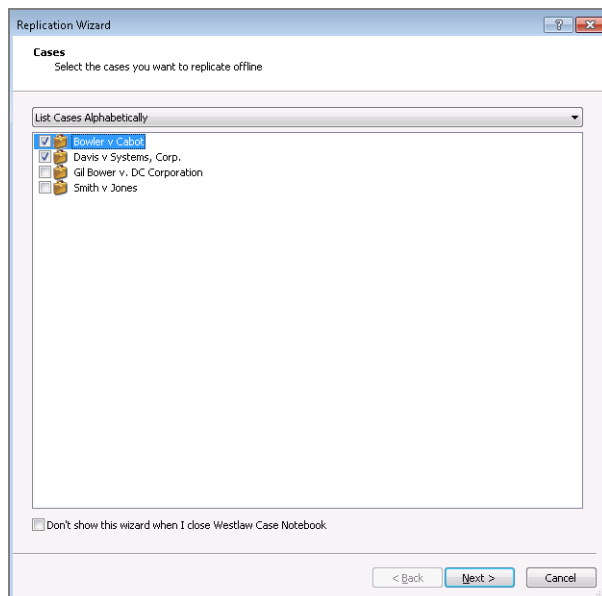 Replication Wizard
Cases
Select the cases you want to replicate offline
List Cases Alphabetically
Bowler v Cabot
Davis v Systems, Corp.
Gil Bower v. DC Corporation
Smith v Jones
Don't show this wizard when I close Westlaw Case Notebook
< Back Next > Cancel